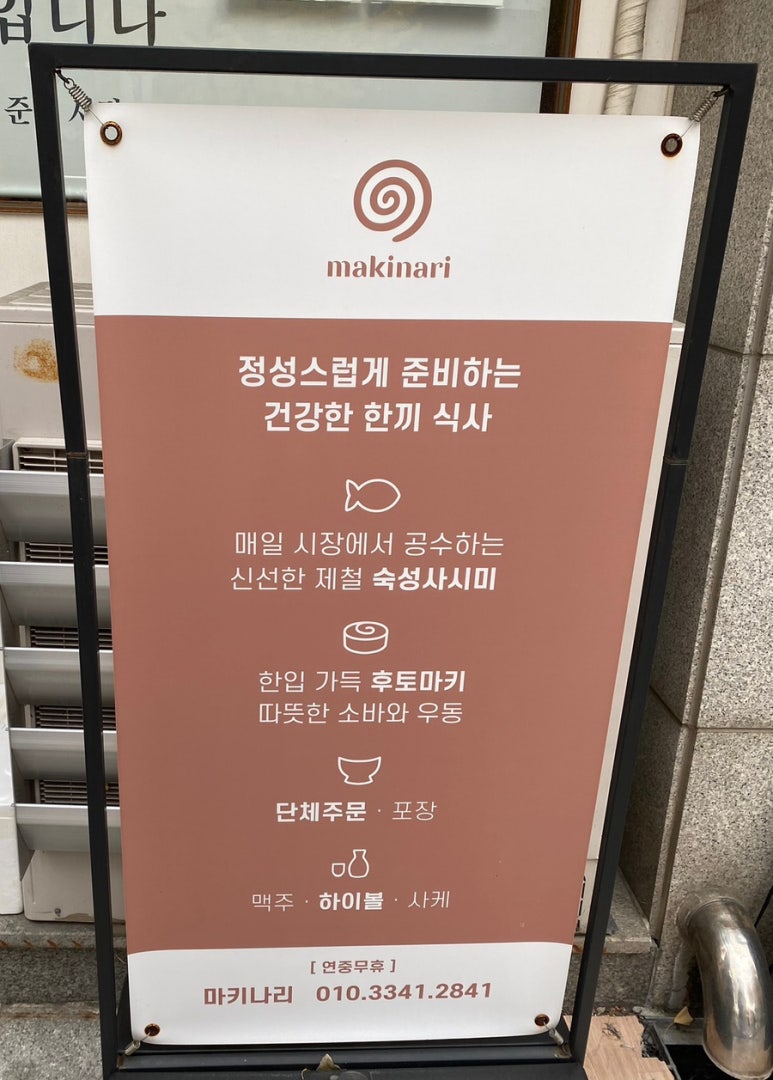 입니다
준
makinari
정성스럽게 준비하는
건강한 한끼 식사
매일 시장에서 공수하는
신선한 제철 숙성사시미
한입 가득 후토마키
따뜻한 소바와 우동
단체주문 · 포장
맥주 · 하이볼 · 사케
[ 연중무휴 ]
마키나리 010.3341.2841